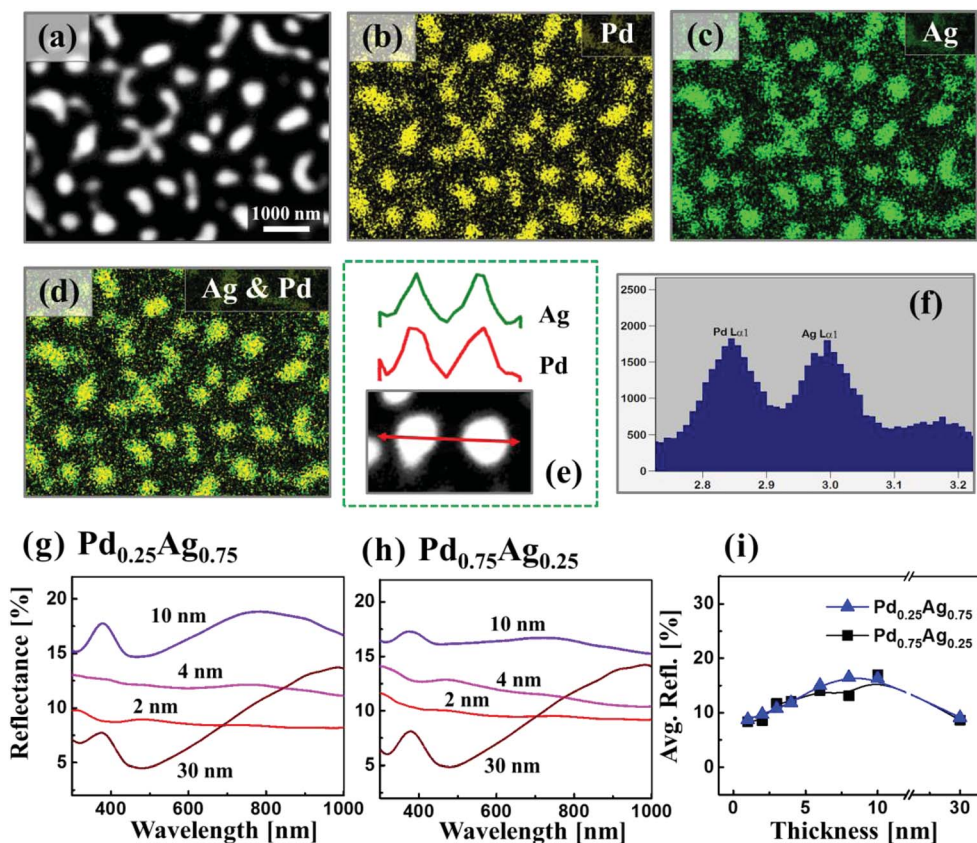 (a)
1000 nm
(b)
Pd
(c)
Ag
(d)
Ag & Pd
Ag
Pd
(e)
(f)
2500
2000
1500
1000
500
0
Pd Lα1
Ag Lα1
2.8 2.9 3.0 3.1 3.2
(g) Pd0.25Ag0.75
Reflectance [%]
20
15
10
5
10 nm
4 nm
2 nm
30 nm
400 600 800 1000
Wavelength [nm]
(h) Pd0.75Ag0.25
20
15
10
5
10 nm
4 nm
2 nm
30 nm
400 600 800 1000
Wavelength [nm]
(i)
Avg. Refl. [%]
30
20
10
0
Pd0.25Ag0.75
Pd0.75Ag0.25
0 5 10 30
Thickness [nm]